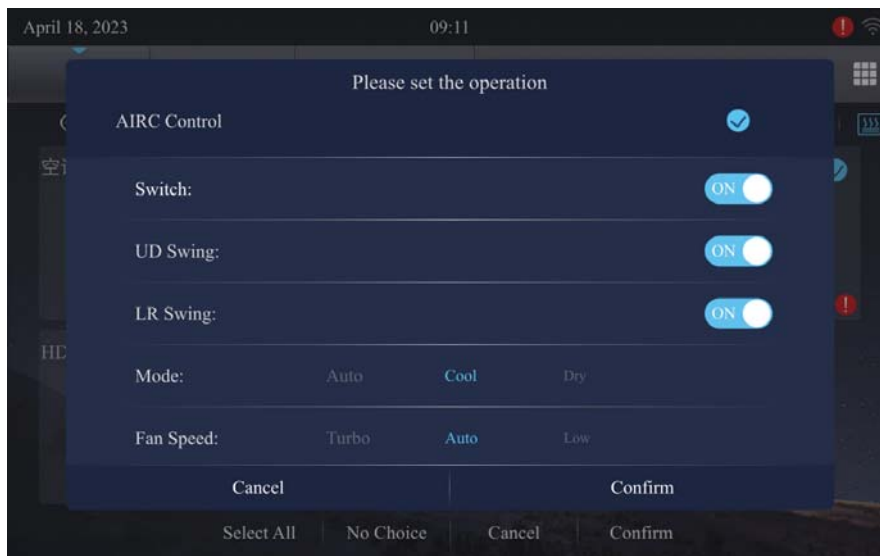 April 18, 2023 09:11
Please set the operation
AIRC Control
Switch: ON
UD Swing: ON
LR Swing: ON
Mode: Auto Cool Dry
Fan Speed: Turbo Auto Low
Cancel Confirm
Select All No Choice Cancel Confirm